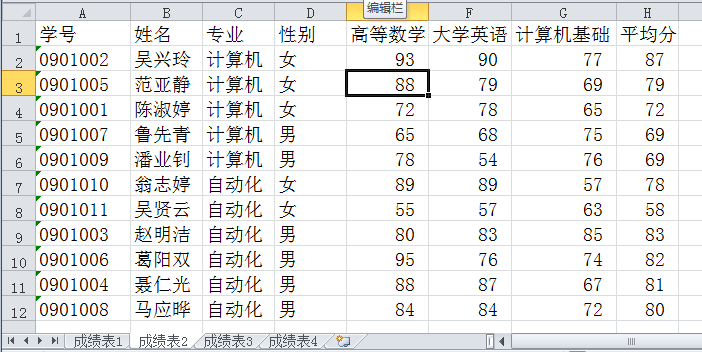 编辑栏
A B C D E F G H
1 学号 姓名 专业 性别 高等数学 大学英语 计算机基础 平均分
2 0901002 吴兴玲 计算机 女 93 90 77 87
3 0901005 范亚静 计算机 女 88 79 69 79
4 0901001 陈淑婷 计算机 女 72 78 65 72
5 0901007 鲁先青 计算机 男 65 68 75 69
6 0901009 潘业钊 计算机 男 78 54 76 69
7 0901010 翁志婷 自动化 女 89 89 57 78
8 0901011 吴贤云 自动化 女 55 57 63 58
9 0901003 赵明洁 自动化 男 80 83 85 83
10 0901006 葛阳双 自动化 男 95 76 74 82
11 0901004 聂仁光 自动化 男 88 87 67 81
12 0901008 马应晔 自动化 男 84 84 72 80
成绩表1 成绩表2 成绩表3 成绩表4